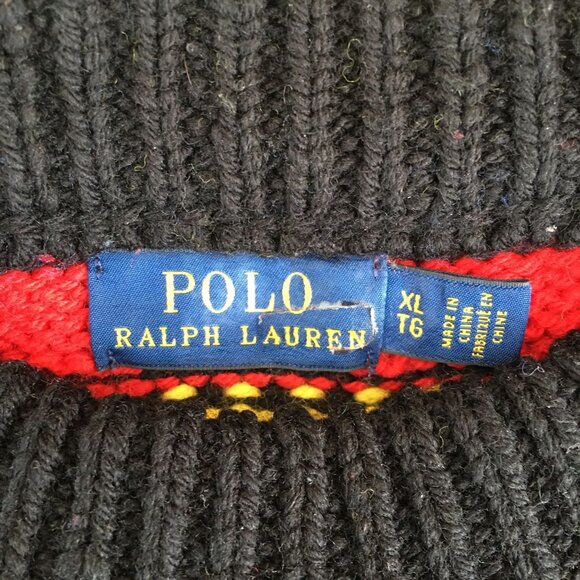 POLO
RALPH LAUREN
XL
TG
MADE IN
CHINA
FABRIQUÉ EN
CHINE